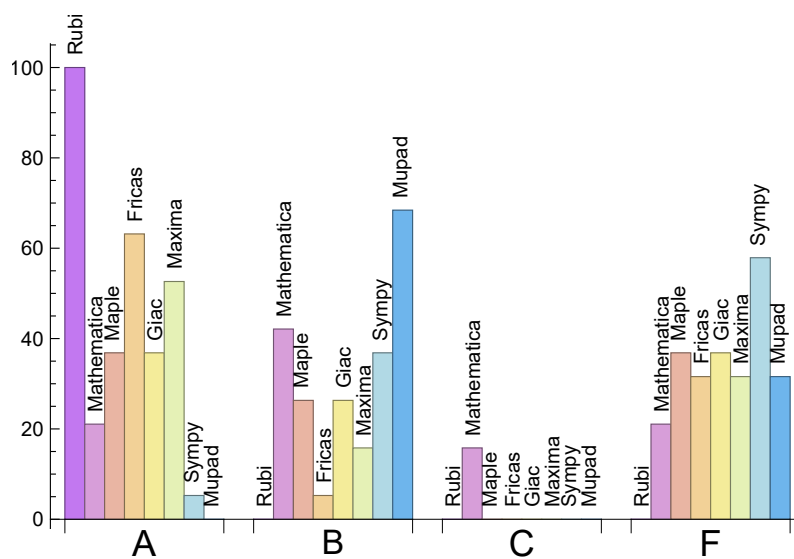 100
80
60
40
20
0
Rubi
Mathematica
Maple
Fricas
Giac
Maxima
Sympy
Mupad
Rubi
Mathematica
Maple
Fricas
Giac
Maxima
Sympy
Mupad
Rubi
Mathematica
Maple
Fricas
Giac
Maxima
Sympy
Mupad
Rubi
Mathematica
Maple
Fricas
Giac
Maxima
Sympy
Mupad
A
B
C
F